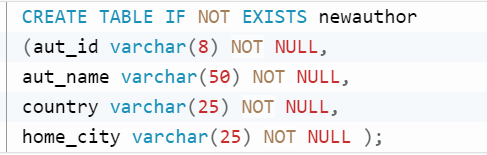 CREATE TABLE IF NOT EXISTS newauthor
(aut_id varchar(8) NOT NULL,
aut_name varchar(50) NOT NULL,
country varchar(25) NOT NULL,
home_city varchar(25) NOT NULL );